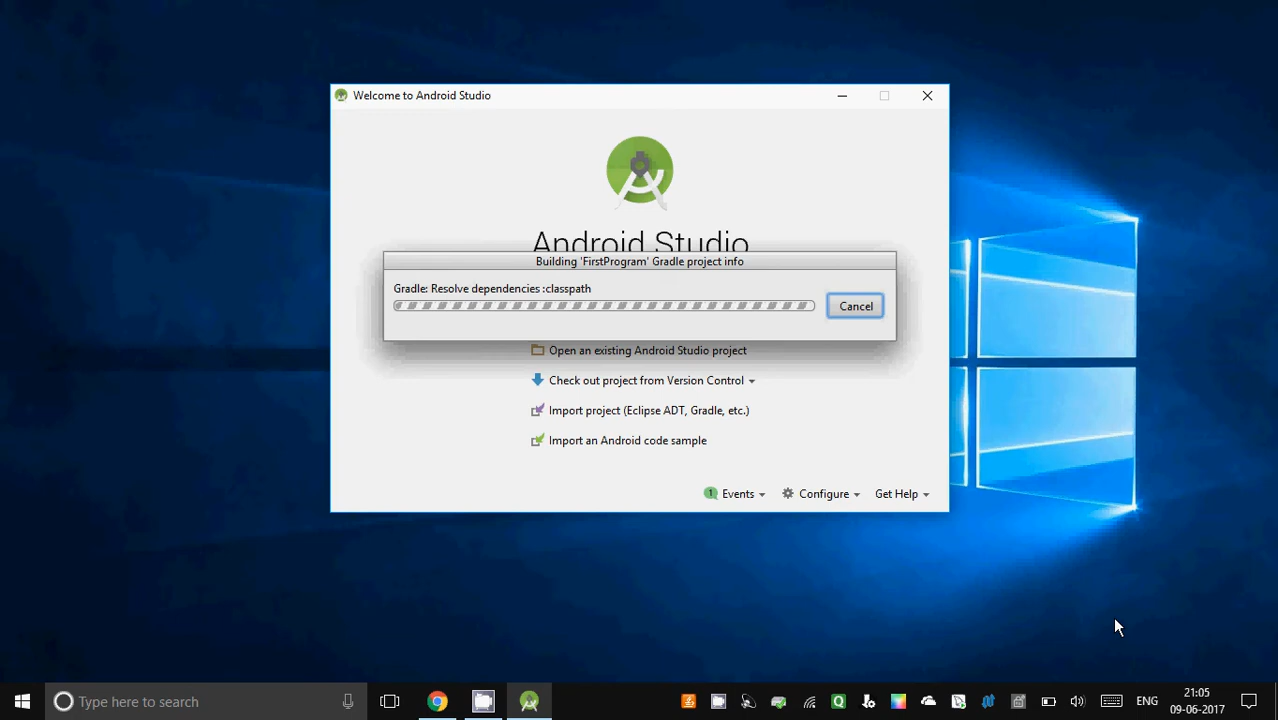 Welcome to Android Studio
Android Studio
Building 'FirstProgram' Gradle project info
Gradle: Resolve dependencies :classpath
Cancel
Open an existing Android Studio project
Check out project from Version Control
Import project (Eclipse ADT, Gradle, etc.)
Import an Android code sample
1 Events Configure Get Help
Type here to search
ENG
21:05
09-06-2017